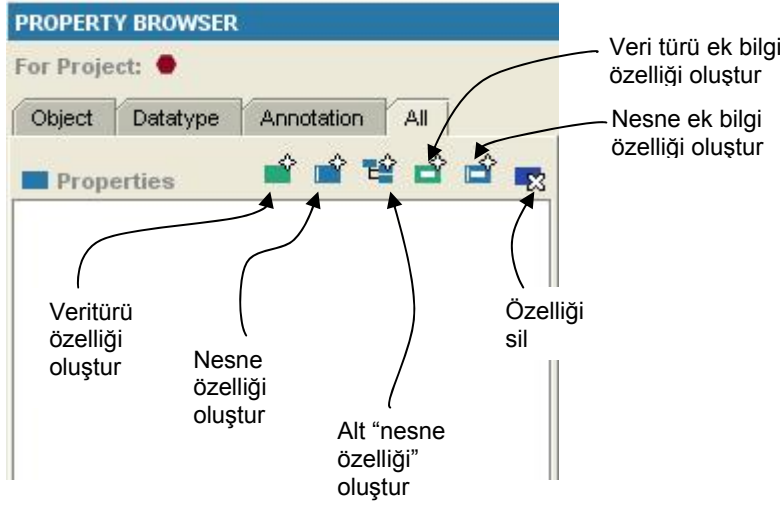 PROPERTY BROWSER
For Project:
Object Datatype Annotation All
Properties
Veri türü ek bilgi
özelliği oluştur
Nesne ek bilgi
özelliği oluştur
Veritürü
özelliği
oluştur
Nesne
özelliği
oluştur
Alt “nesne
özelliği”
oluştur
Özelliği
sil